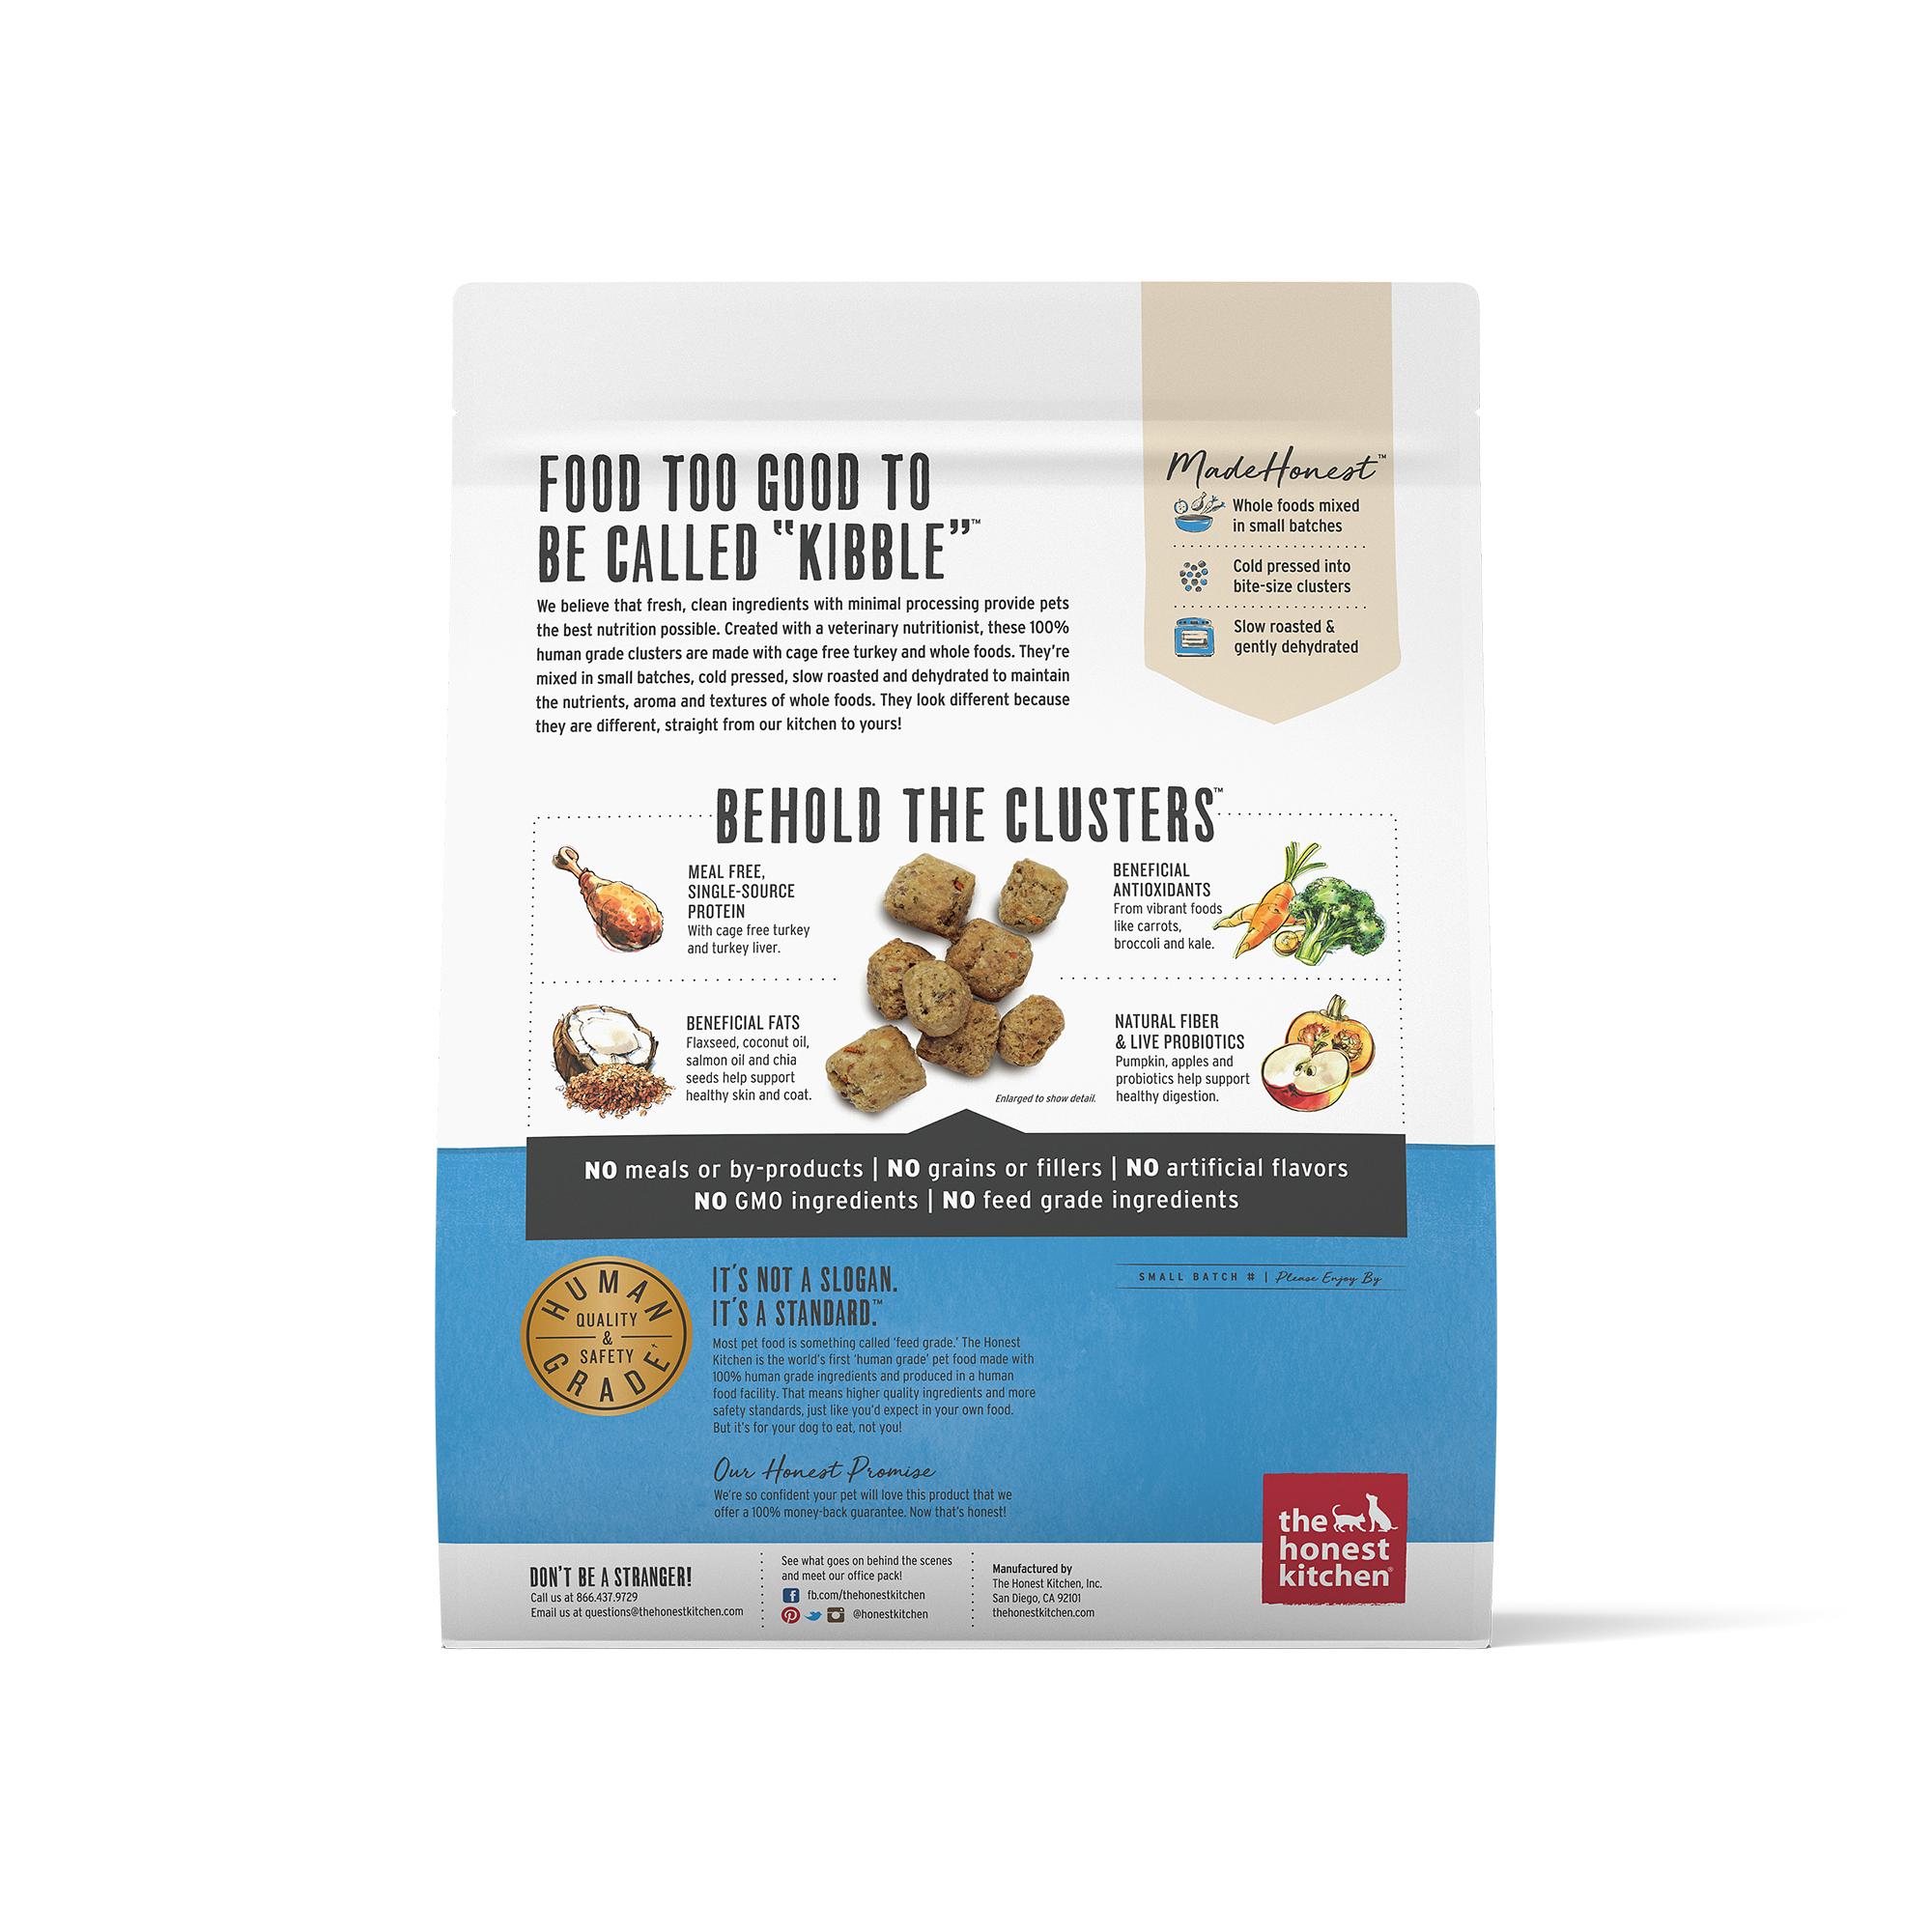 FOOD TOO GOOD TO
BE CALLED “KIBBLE”™
We believe that fresh, clean ingredients with minimal processing provide pets
the best nutrition possible. Created with a veterinary nutritionist, these 100%
human grade clusters are made with cage free turkey and whole foods. They're
mixed in small batches, cold pressed, slow roasted and dehydrated to maintain
the nutrients, aroma and textures of whole foods. They look different because
they are different, straight from our kitchen to yours!
MadeHonest™
Whole foods mixed
in small batches
Cold pressed into
bite-size clusters
Slow roasted &
gently dehydrated
BEHOLD THE CLUSTERS™
MEAL FREE,
SINGLE-SOURCE
PROTEIN
With cage free turkey
and turkey liver.
BENEFICIAL
ANTIOXIDANTS
From vibrant foods
like carrots,
broccoli and kale.
BENEFICIAL FATS
Flaxseed, coconut oil,
salmon oil and chia
seeds help support
healthy skin and coat.
NATURAL FIBER
& LIVE PROBIOTICS
Pumpkin, apples and
probiotics help support
healthy digestion.
Enlarged to show detail.
NO meals or by-products | NO grains or fillers | NO artificial flavors
NO GMO ingredients | NO feed grade ingredients
HUMAN
QUALITY
&
SAFETY
GRADE
IT'S NOT A SLOGAN.
IT'S A STANDARD.™
Most pet food is something called 'feed grade.' The Honest
Kitchen is the world's first 'human grade' pet food made with
100% human grade ingredients and produced in a human
food facility. That means higher quality ingredients and more
safety standards, just like you'd expect in your own food.
But it's for your dog to eat, not you!
SMALL BATCH # | Please Enjoy By
Our Honest Promise
We're so confident your pet will love this product that we
offer a 100% money-back guarantee. Now that's honest!
the
honest
kitchen®
DON'T BE A STRANGER!
Call us at 866.437.9729
Email us at questions@thehonestkitchen.com
See what goes on behind the scenes
and meet our office pack!
fb.com/thehonestkitchen
@honestkitchen
Manufactured by
The Honest Kitchen, Inc.
San Diego, CA 92101
thehonestkitchen.com